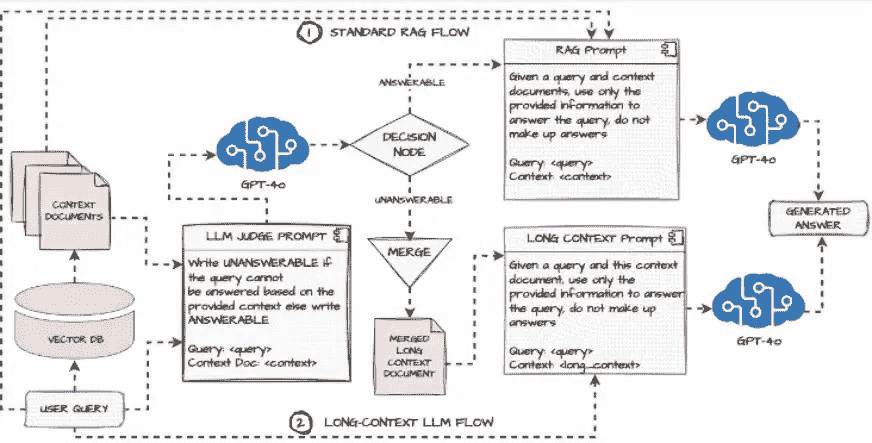 1 STANDARD RAG FLOW
RAG Prompt
Given a query and context
documents, use only the
provided information to
answer the query, do not
make up answers
Query: <query>
Context: <context>
ANSWERABLE
DECISION
NODE
UNANSWERABLE
GPT-4o
GPT-4o
CONTEXT
DOCUMENTS
LLM JUDGE PROMPT
Write UNANSWERABLE if
the query cannot
be answered based on the
provided context else write
ANSWERABLE
Query: <query>
Context Doc: <context>
MERGE
MERGED
LONG
CONTEXT
DOCUMENT
LONG CONTEXT Prompt
Given a query and this context
document, use only the
provided information to answer
the query, do not make up
answers
Query: <query>
Context: <long_context>
GENERATED
ANSWER
GPT-4o
VECTOR DB
USER QUERY
2 LONG-CONTEXT LLM FLOW